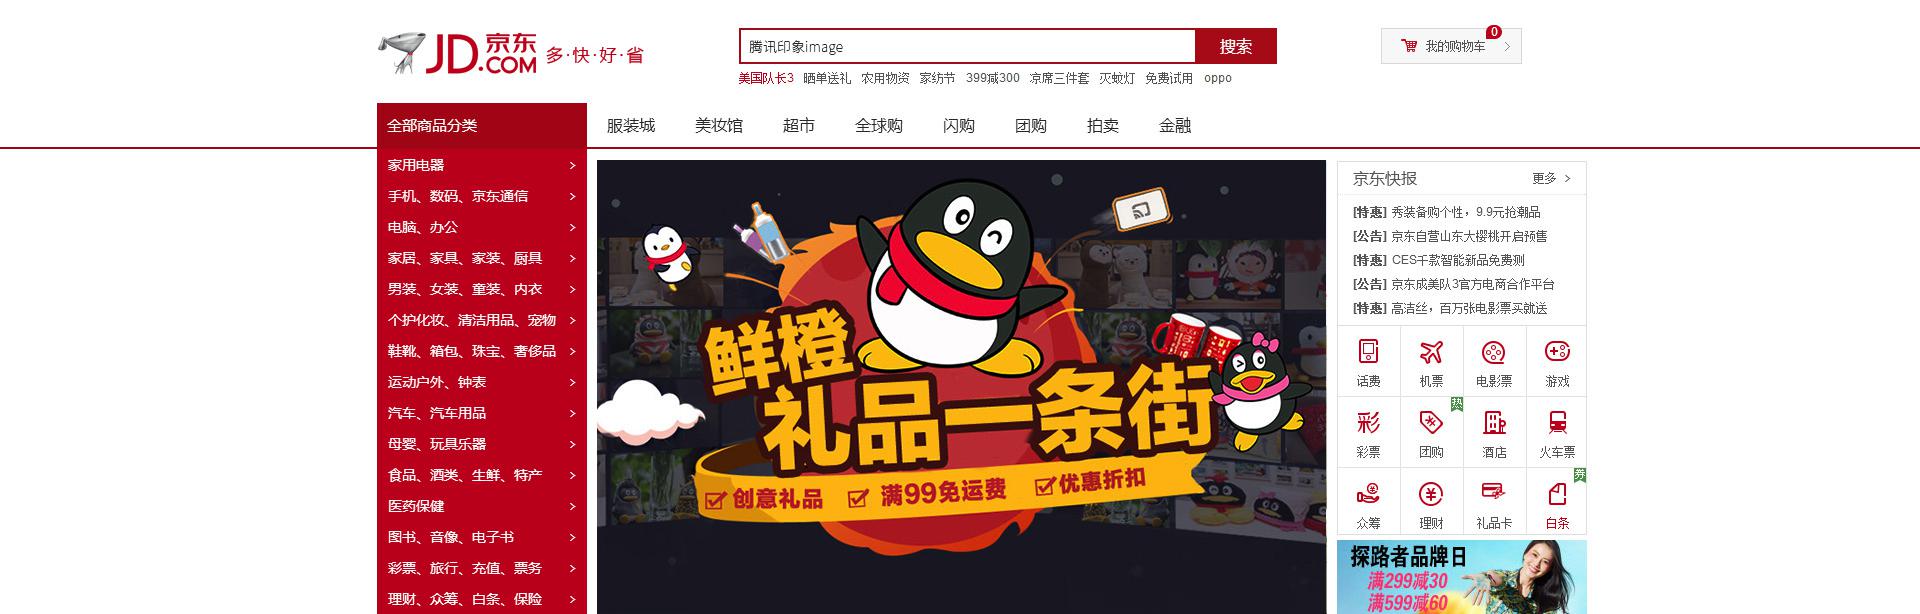 JD.COM 京东 多·快·好·省
腾讯印象image 搜索
0 我的购物车
美国队长3 晒单送礼 农用物资 家纺节 399减300 凉席三件套 灭蚊灯 免费试用 oppo
全部商品分类 服装城 美妆馆 超市 全球购 闪购 团购 拍卖 金融
家用电器
手机、数码、京东通信
电脑、办公
家居、家具、家装、厨具
男装、女装、童装、内衣
个护化妆、清洁用品、宠物
鞋靴、箱包、珠宝、奢侈品
运动户外、钟表
汽车、汽车用品
母婴、玩具乐器
食品、酒类、生鲜、特产
医药保健
图书、音像、电子书
彩票、旅行、充值、票务
理财、众筹、白条、保险
鲜橙
礼品一条街
创意礼品 满99免运费 优惠折扣
京东快报 更多 >
[特惠] 秀装备购个性，9.9元抢潮品
[公告] 京东自营山东大樱桃开启预售
[特惠] CES千款智能新品免费测
[公告] 京东成美队3官方电商合作平台
[特惠] 高洁丝，百万张电影票买就送
话费 机票 电影票 游戏
热
彩票 团购 酒店 火车票
券
众筹 理财 礼品卡 白条
探路者品牌日
满299减30
满599减60